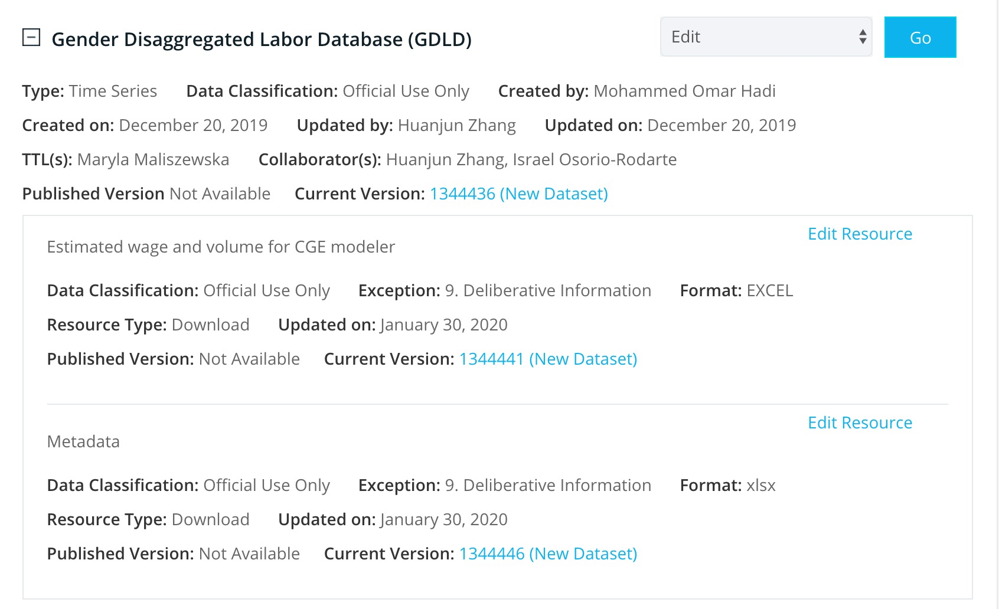 Gender Disaggregated Labor Database (GDLD) Edit Go
Type: Time Series Data Classification: Official Use Only Created by: Mohammed Omar Hadi
Created on: December 20, 2019 Updated by: Huanjun Zhang Updated on: December 20, 2019
TTL(s): Maryla Maliszewska Collaborator(s): Huanjun Zhang, Israel Osorio-Rodarte
Published Version Not Available Current Version: 1344436 (New Dataset)
Edit Resource
Estimated wage and volume for CGE modeler
Data Classification: Official Use Only Exception: 9. Deliberative Information Format: EXCEL
Resource Type: Download Updated on: January 30, 2020
Published Version: Not Available Current Version: 1344441 (New Dataset)
Edit Resource
Metadata
Data Classification: Official Use Only Exception: 9. Deliberative Information Format: xlsx
Resource Type: Download Updated on: January 30, 2020
Published Version: Not Available Current Version: 1344446 (New Dataset)